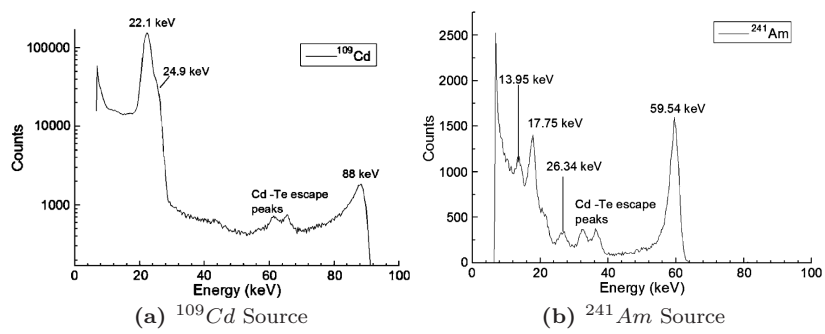 22.1 keV
¹⁰⁹Cd
24.9 keV
88 keV
Cd -Te escape
peaks
100000
10000
1000
Counts
0 20 40 60 80 100
Energy (keV)
(a) ¹⁰⁹Cd Source
²⁴¹Am
13.95 keV
59.54 keV
17.75 keV
26.34 keV
Cd -Te escape
peaks
2500
2000
1500
1000
500
0
Counts
0 20 40 60 80 100
Energy (keV)
(b) ²⁴¹Am Source